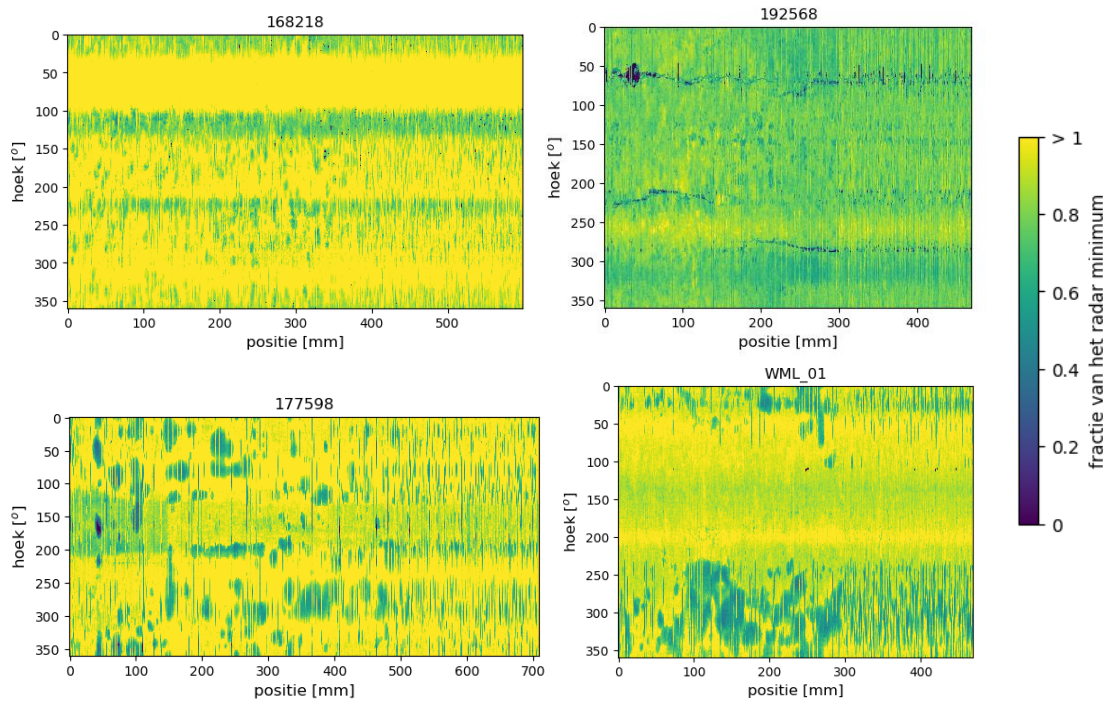 168218
0
50
100
150
200
250
300
350
hoek [°]
0 100 200 300 400 500
positie [mm]
192568
0
50
100
150
200
250
300
350
hoek [°]
0 100 200 300 400
positie [mm]
177598
0
50
100
150
200
250
300
350
hoek [°]
0 100 200 300 400 500 600 700
positie [mm]
WML_01
0
50
100
150
200
250
300
350
hoek [°]
0 100 200 300 400
positie [mm]
> 1
0.8
0.6
0.4
0.2
0
fractie van het radar minimum